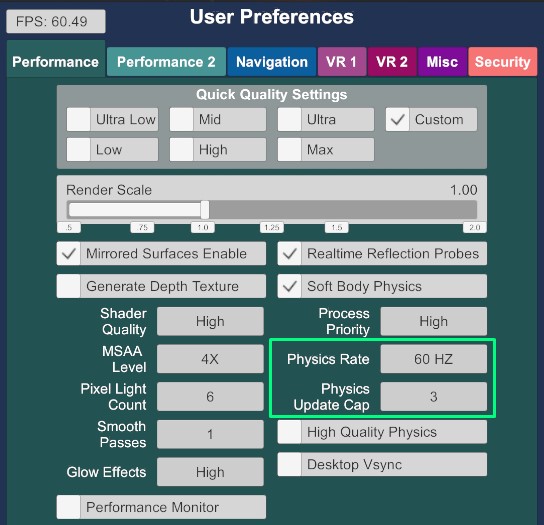 FPS: 60.49
User Preferences
Performance
Performance 2
Navigation
VR 1
VR 2
Misc
Security
Quick Quality Settings
Ultra Low
Mid
Ultra
Custom
Low
High
Max
Render Scale
1.00
.5
.75
1.0
1.25
1.5
2.0
Mirrored Surfaces Enable
Realtime Reflection Probes
Generate Depth Texture
Soft Body Physics
Shader
Quality
High
Process
Priority
High
MSAA
Level
4X
Physics Rate
60 HZ
Pixel Light
Count
6
Physics
Update Cap
3
Smooth
Passes
1
High Quality Physics
Glow Effects
High
Desktop Vsync
Performance Monitor